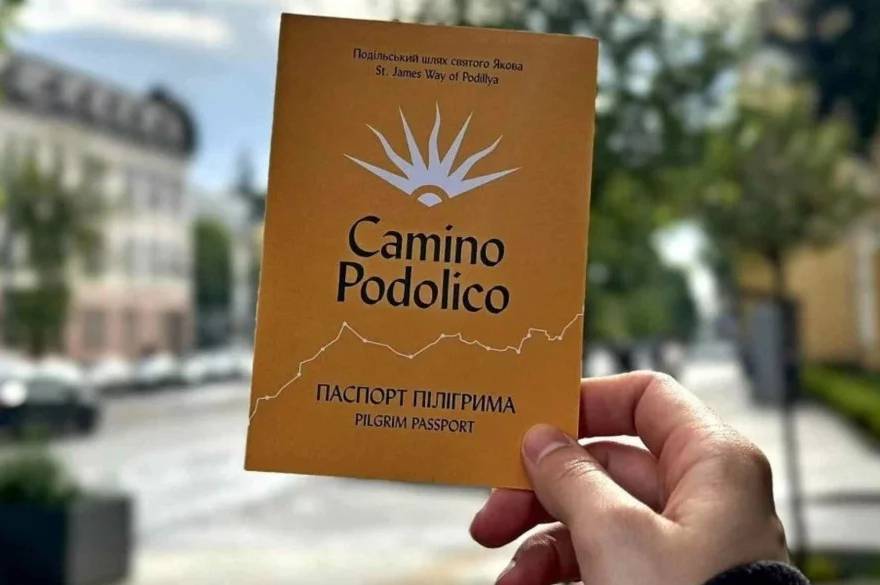 Подільський шлях святого Якова
St. James Way of Podillya
Camino
Podolico
ПАСПОРТ ПІЛІГРИМА
PILGRIM PASSPORT